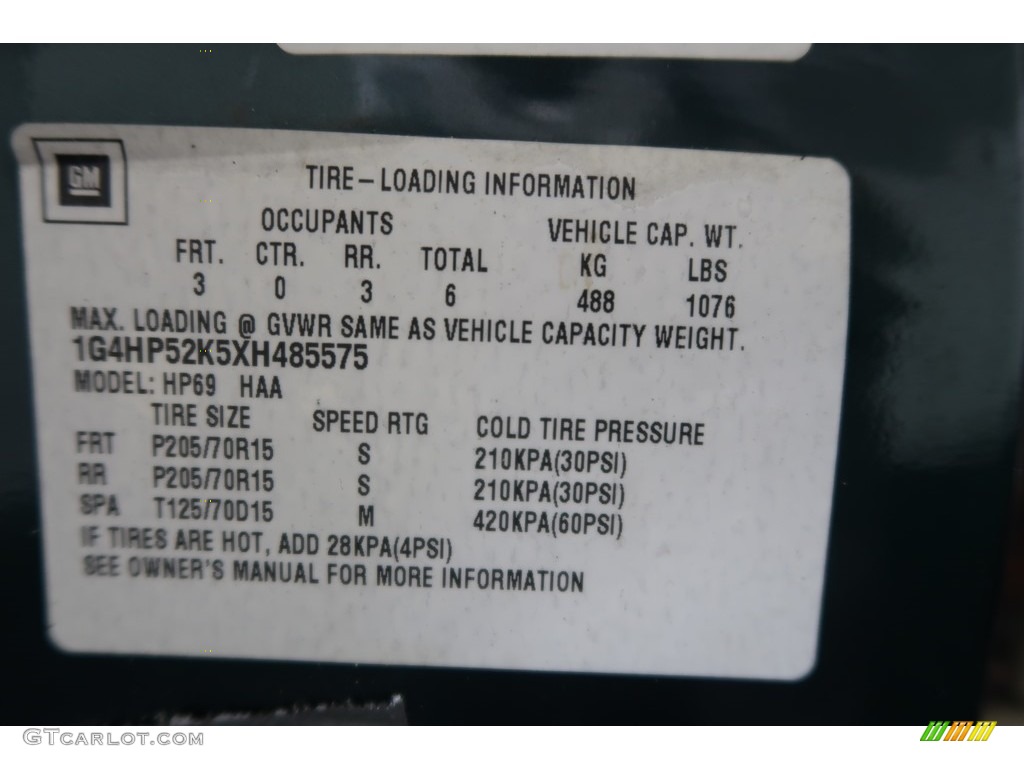 GM
TIRE–LOADING INFORMATION
OCCUPANTS VEHICLE CAP. WT.
FRT. CTR. RR. TOTAL KG LBS
3 0 3 6 488 1076
MAX. LOADING @ GVWR SAME AS VEHICLE CAPACITY WEIGHT.
1G4HP52K5XH485575
MODEL: HP69 HAA
TIRE SIZE SPEED RTG COLD TIRE PRESSURE
FRT P205/70R15 S 210KPA(30PSI)
RR P205/70R15 S 210KPA(30PSI)
SPA T125/70D15 M 420KPA(60PSI)
IF TIRES ARE HOT, ADD 28KPA(4PSI)
SEE OWNER'S MANUAL FOR MORE INFORMATION
GTCARLOT.COM